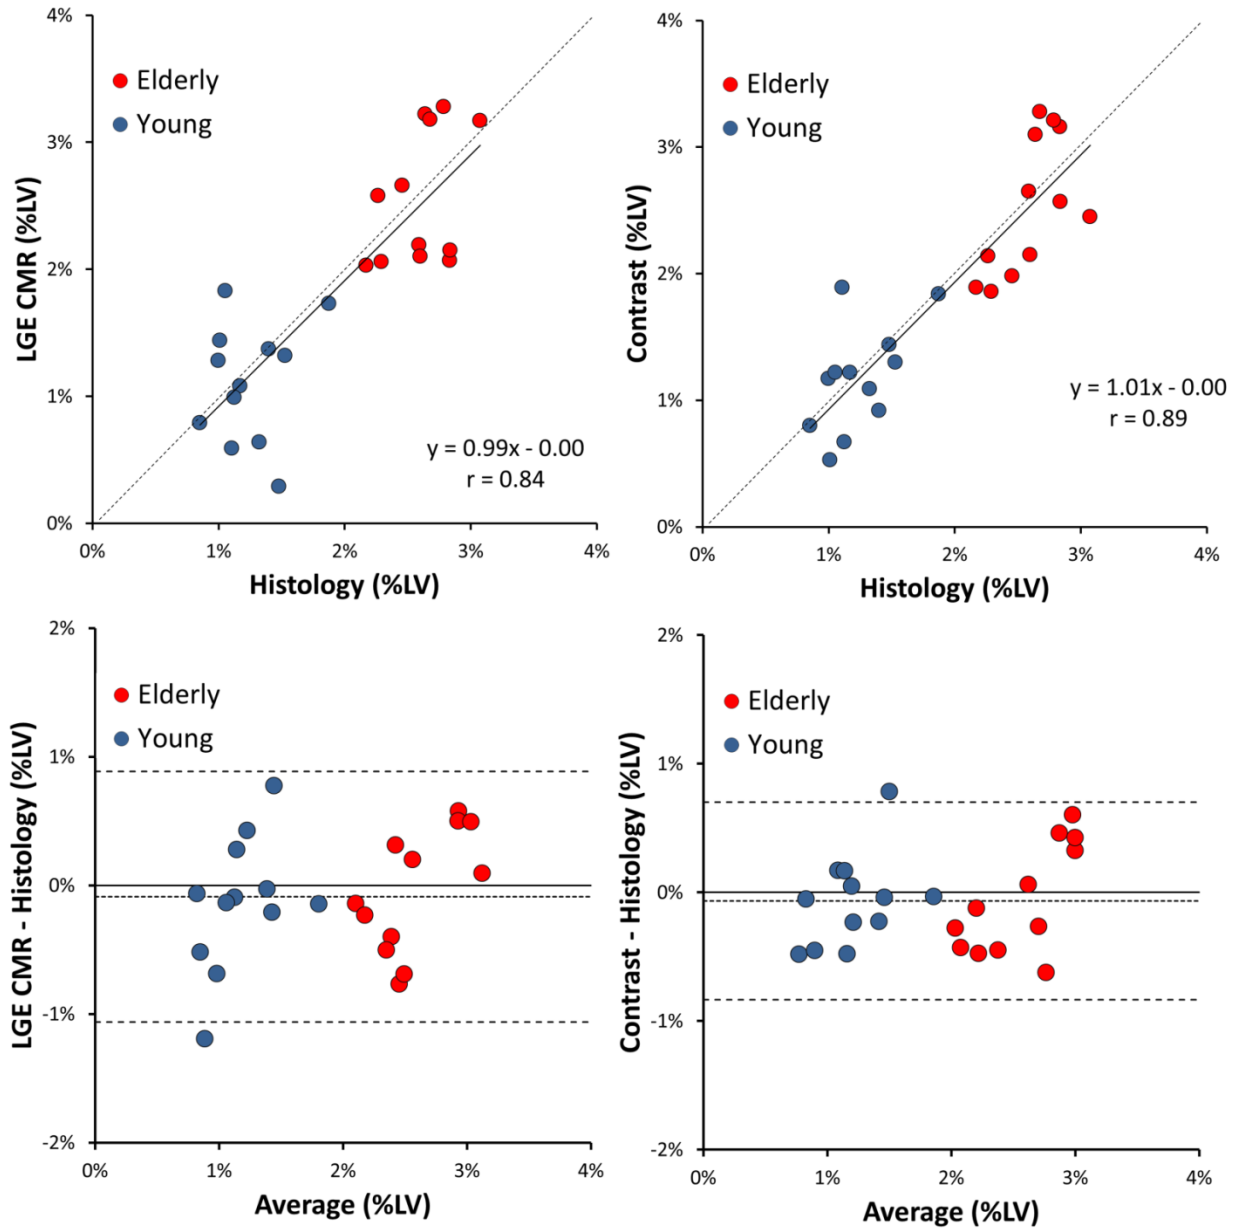 4%
3%
2%
1%
0%
LGE CMR (%LV)
Elderly
Young
y = 0.99x - 0.00
r = 0.84
0%
1%
2%
3%
4%
Histology (%LV)
4%
3%
2%
1%
0%
Contrast (%LV)
Elderly
Young
y = 1.01x - 0.00
r = 0.89
0%
1%
2%
3%
4%
Histology (%LV)
2%
1%
0%
-1%
-2%
LGE CMR - Histology (%LV)
Elderly
Young
0%
1%
2%
3%
4%
Average (%LV)
2%
1%
0%
-1%
-2%
Contrast - Histology (%LV)
Elderly
Young
0%
1%
2%
3%
4%
Average (%LV)